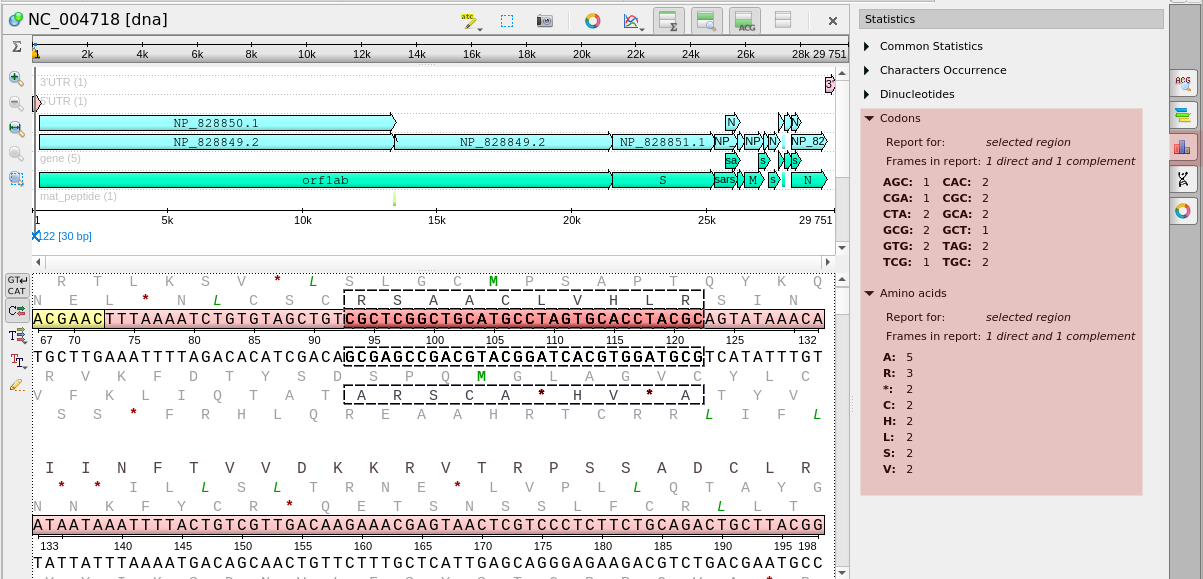 NC_004718 [dna]
1 2k 4k 6k 8k 10k 12k 14k 16k 18k 20k 22k 24k 26k 28k 29 751
3'UTR (1)
3
5'UTR (1)
NP_828850.1 N N
NP_828849.2 NP_828849.2 NP_828851.1 NP_ NP N NP_82
gene (5) sa s s
orf1ab S sars M s N
mat_peptide (1)
1 5k 10k 15k 20k 25k 29 751
122 [30 bp]
R T L K S V * L S L G C M P S A P T Q Y K Q
N E L * N L C S C R S A A C L V H L R S I N
ACGAACTTTAAAATCTGTGTAGCTGTCGCTCGGCTGCATGCCTAGTGCACCTACGCAGTATAAACA
67 70 75 80 85 90 95 100 105 110 115 120 125 132
TGCTTGAAATTTTAGACACATCGACAGCGAGCCGACGTACGGATCACGTGGATGCGTCATATTTGT
R V K F D T Y S D S P Q M G L A G V C Y L C
V F K L I Q T A T A R S C A * H V * A T Y V
S S * F R H L Q R E A A H R T C R R L I F L
I I N F T V V D K K R V T R P S S A D C L R
* * I L L S L T R N E * L V P L L Q T A Y G
N N K F Y C R * Q E T S N S S L F C R L L T
ATAATAAATTTTACTGTCGTTGACAAGAAACGAGTAACTCGTCCCTCTTCTGCAGACTGCTTACGG
133 140 145 150 155 160 165 170 175 180 185 190 195 198
TATTATTTAAAATGACAGCAACTGTTCTTTGCTCATTGAGCAGGGAGAAGACGTCTGACGAATGCC
Statistics
Common Statistics
Characters Occurrence
Dinucleotides
Codons
Report for: selected region
Frames in report: 1 direct and 1 complement
AGC: 1 CAC: 2
CGA: 1 CGC: 2
CTA: 2 GCA: 2
GCG: 2 GCT: 1
GTG: 2 TAG: 2
TCG: 1 TGC: 2
Amino acids
Report for: selected region
Frames in report: 1 direct and 1 complement
A: 5
R: 3
*: 2
C: 2
H: 2
L: 2
S: 2
V: 2